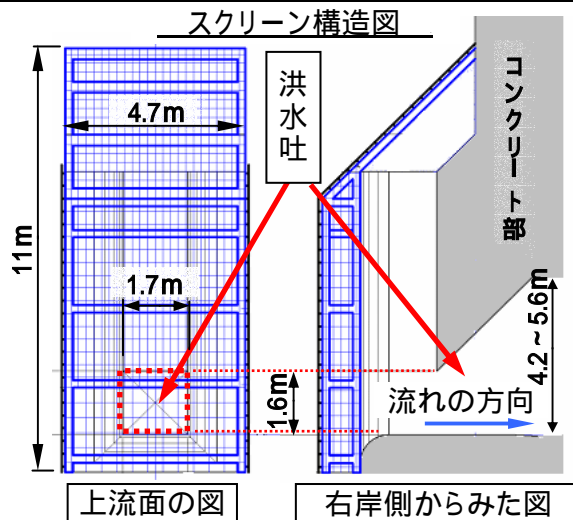 スクリーン構造図
4.7m
洪水吐
コンクリート部
11m
1.7m
1.6m
4.2~5.6m
流れの方向
上流面の図
右岸側からみた図